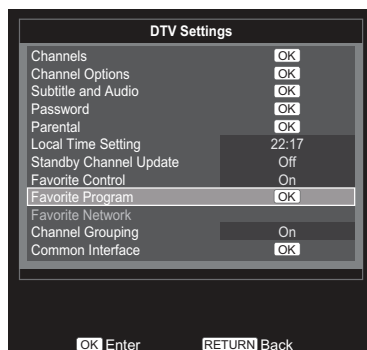 DTV Settings
Channels OK
Channel Options OK
Subtitle and Audio OK
Password OK
Parental OK
Local Time Setting 22:17
Standby Channel Update Off
Favorite Control On
Favorite Program OK
Favorite Network
Channel Grouping On
Common Interface OK
OK Enter RETURN Back